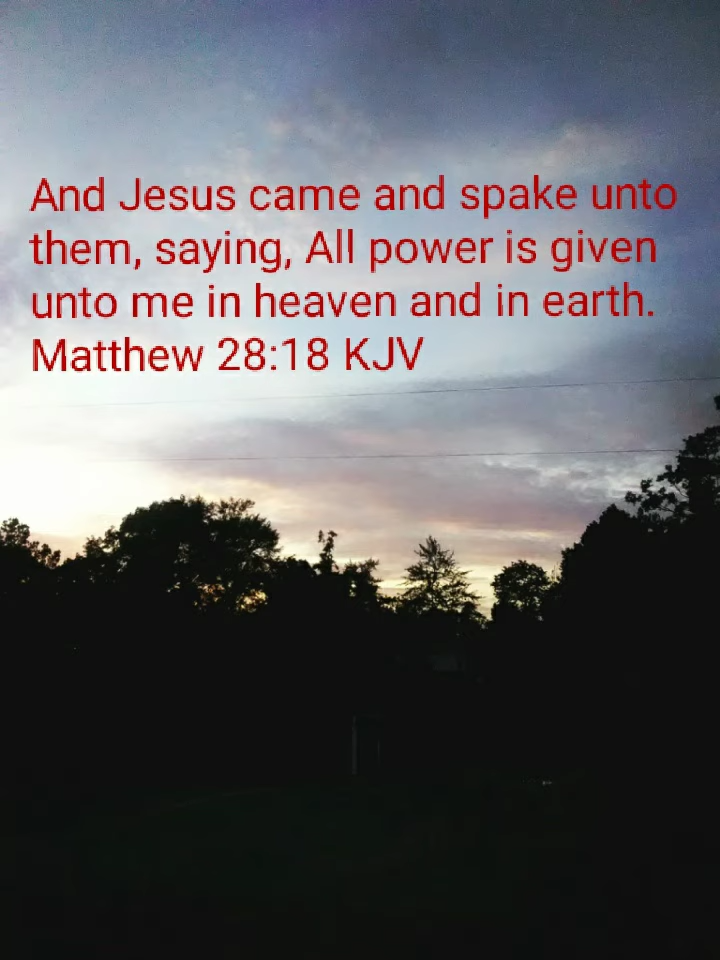 And Jesus came and spake unto
them, saying, All power is given
unto me in heaven and in earth.
Matthew 28:18 KJV